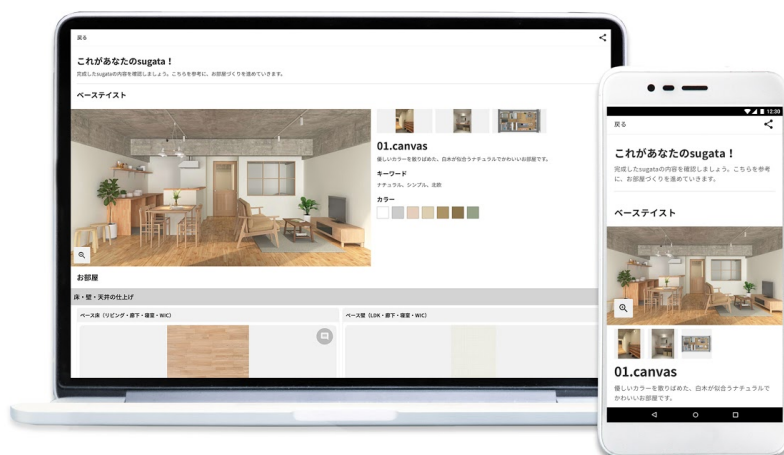 戻る
これがあなたのsugata！
完成したsugataの内容を確認しましょう。こちらを参考に、お部屋づくりを進めていきます。
ベーステイスト
01.canvas
優しいカラーを散りばめた、白木が似合うナチュラルでかわいいお部屋です。
キーワード
ナチュラル、シンプル、北欧
カラー
お部屋
床・壁・天井の仕上げ
ベース床（リビング・廊下・寝室・WIC）
ベース壁（LDK・廊下・寝室・WIC）
12:30
戻る
これがあなたのsugata！
完成したsugataの内容を確認しましょう。こちらを参考
に、お部屋づくりを進めていきます。
ベーステイスト
01.canvas
優しいカラーを散りばめた、白木が似合うナチュラルで
かわいいお部屋です。